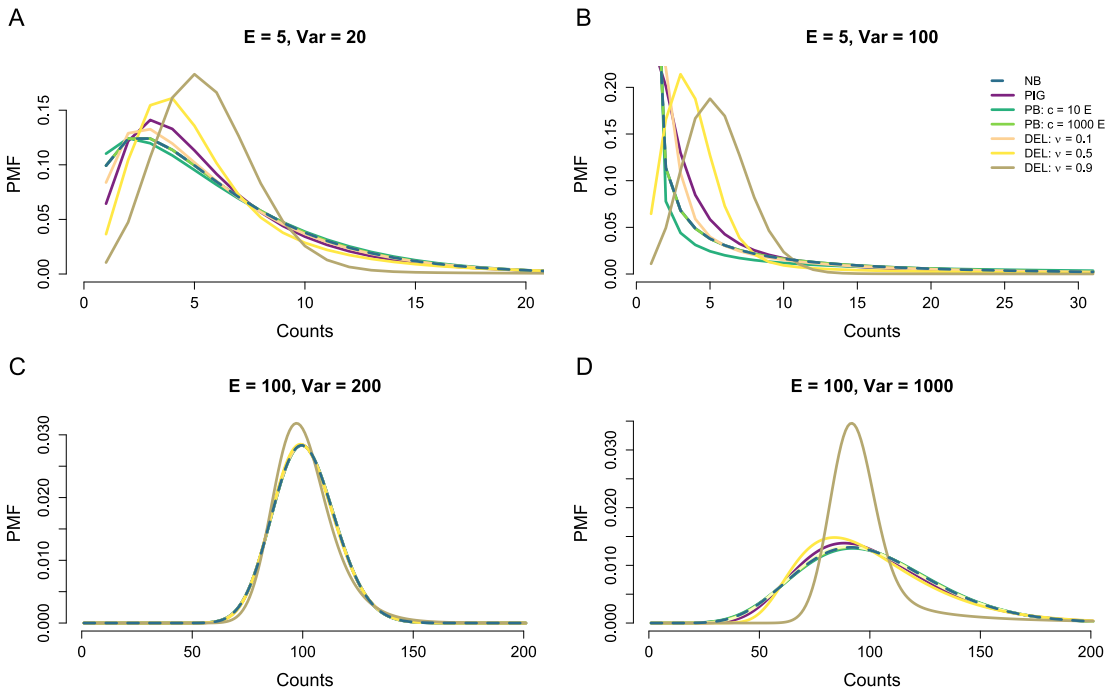 A
E = 5, Var = 20
PMF
0.00 0.05 0.10 0.15
0 5 10 15 20
Counts
B
E = 5, Var = 100
PMF
0.00 0.05 0.10 0.15 0.20
0 5 10 15 20 25 30
Counts
NB
PIG
PB: c = 10 E
PB: c = 1000 E
DEL: ν = 0.1
DEL: ν = 0.5
DEL: ν = 0.9
C
E = 100, Var = 200
PMF
0.000 0.010 0.020 0.030
0 50 100 150 200
Counts
D
E = 100, Var = 1000
PMF
0.000 0.010 0.020 0.030
0 50 100 150 200
Counts